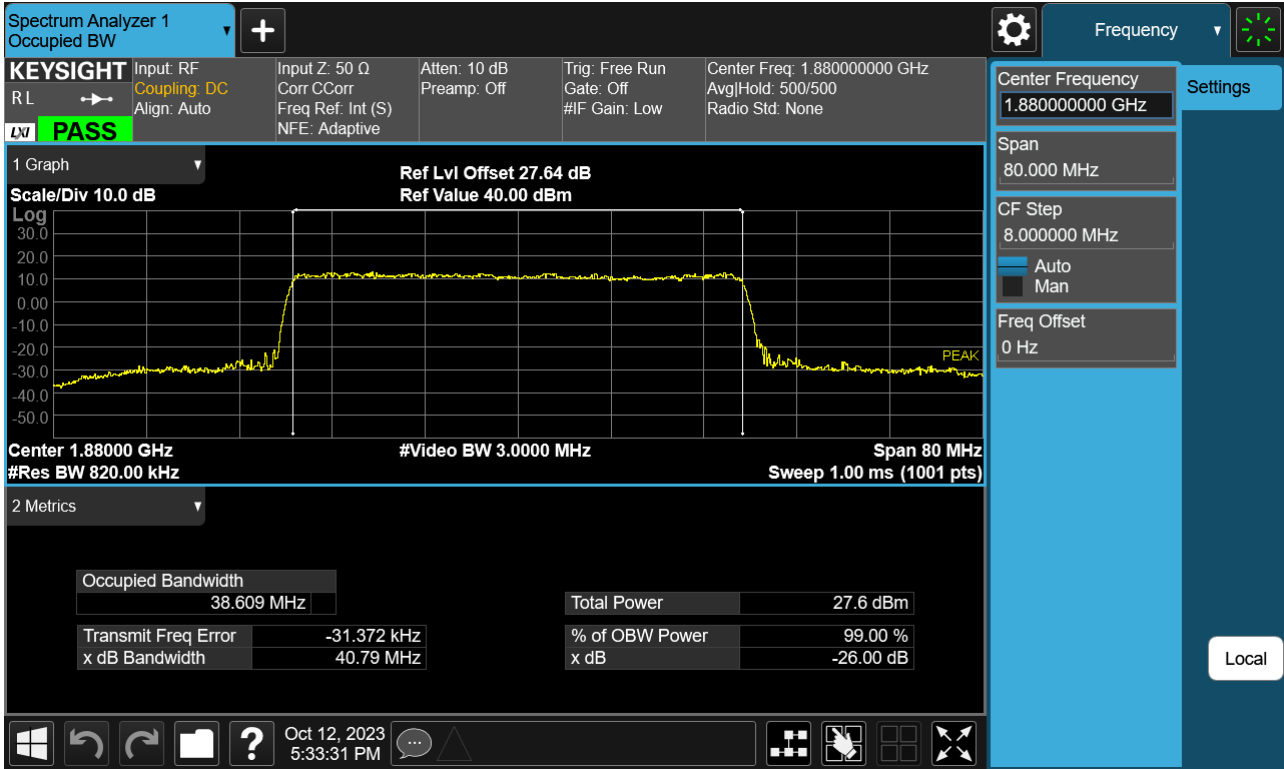 Spectrum Analyzer 1
Occupied BW
Frequency
KEYSIGHT
R L
LXI
PASS
Input: RF
Coupling: DC
Align: Auto
Input Z: 50 Ω
Corr CCorr
Freq Ref: Int (S)
NFE: Adaptive
Atten: 10 dB
Preamp: Off
Trig: Free Run
Gate: Off
#IF Gain: Low
Center Freq: 1.880000000 GHz
Avg|Hold: 500/500
Radio Std: None
Center Frequency
1.880000000 GHz
Settings
Span
80.000 MHz
CF Step
8.000000 MHz
Auto
Man
Freq Offset
0 Hz
Local
1 Graph
Scale/Div 10.0 dB
Ref Lvl Offset 27.64 dB
Ref Value 40.00 dBm
Log
30.0
20.0
10.0
0.00
-10.0
-20.0
-30.0
-40.0
-50.0
PEAK
Center 1.88000 GHz
#Video BW 3.0000 MHz
Span 80 MHz
#Res BW 820.00 kHz
Sweep 1.00 ms (1001 pts)
2 Metrics
Occupied Bandwidth
38.609 MHz
Total Power 27.6 dBm
Transmit Freq Error -31.372 kHz
% of OBW Power 99.00 %
x dB Bandwidth 40.79 MHz
x dB -26.00 dB
?
Oct 12, 2023
5:33:31 PM